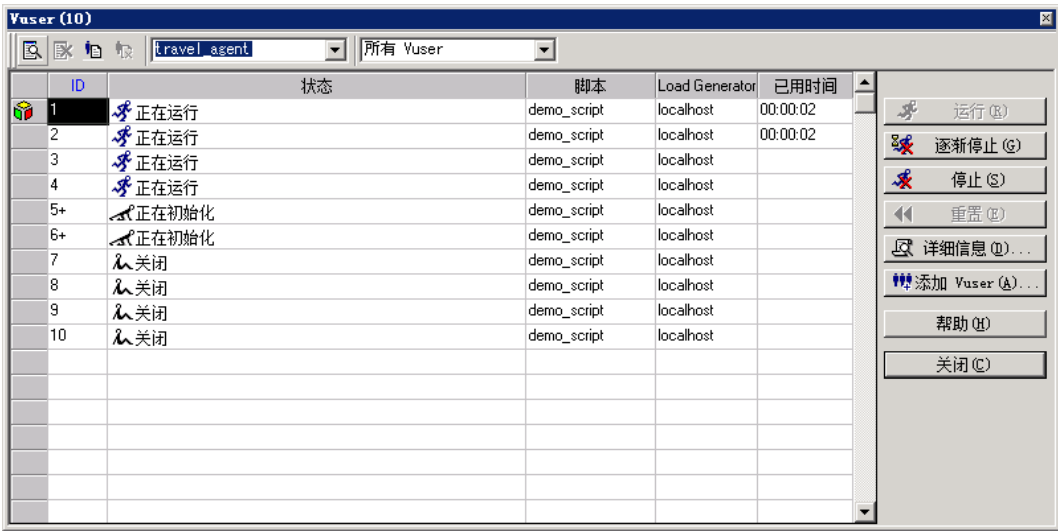 Vuser (10)
travel_agent 所有 Vuser
ID 状态 脚本 Load Generator 已用时间
1 正在运行 demo_script localhost 00:00:02
2 正在运行 demo_script localhost 00:00:02
3 正在运行 demo_script localhost
4 正在运行 demo_script localhost
5+ 正在初始化 demo_script localhost
6+ 正在初始化 demo_script localhost
7 关闭 demo_script localhost
8 关闭 demo_script localhost
9 关闭 demo_script localhost
10 关闭 demo_script localhost
运行(R)
逐渐停止(G)
停止(S)
重置(E)
详细信息(D)...
添加 Vuser(A)...
帮助(H)
关闭(C)